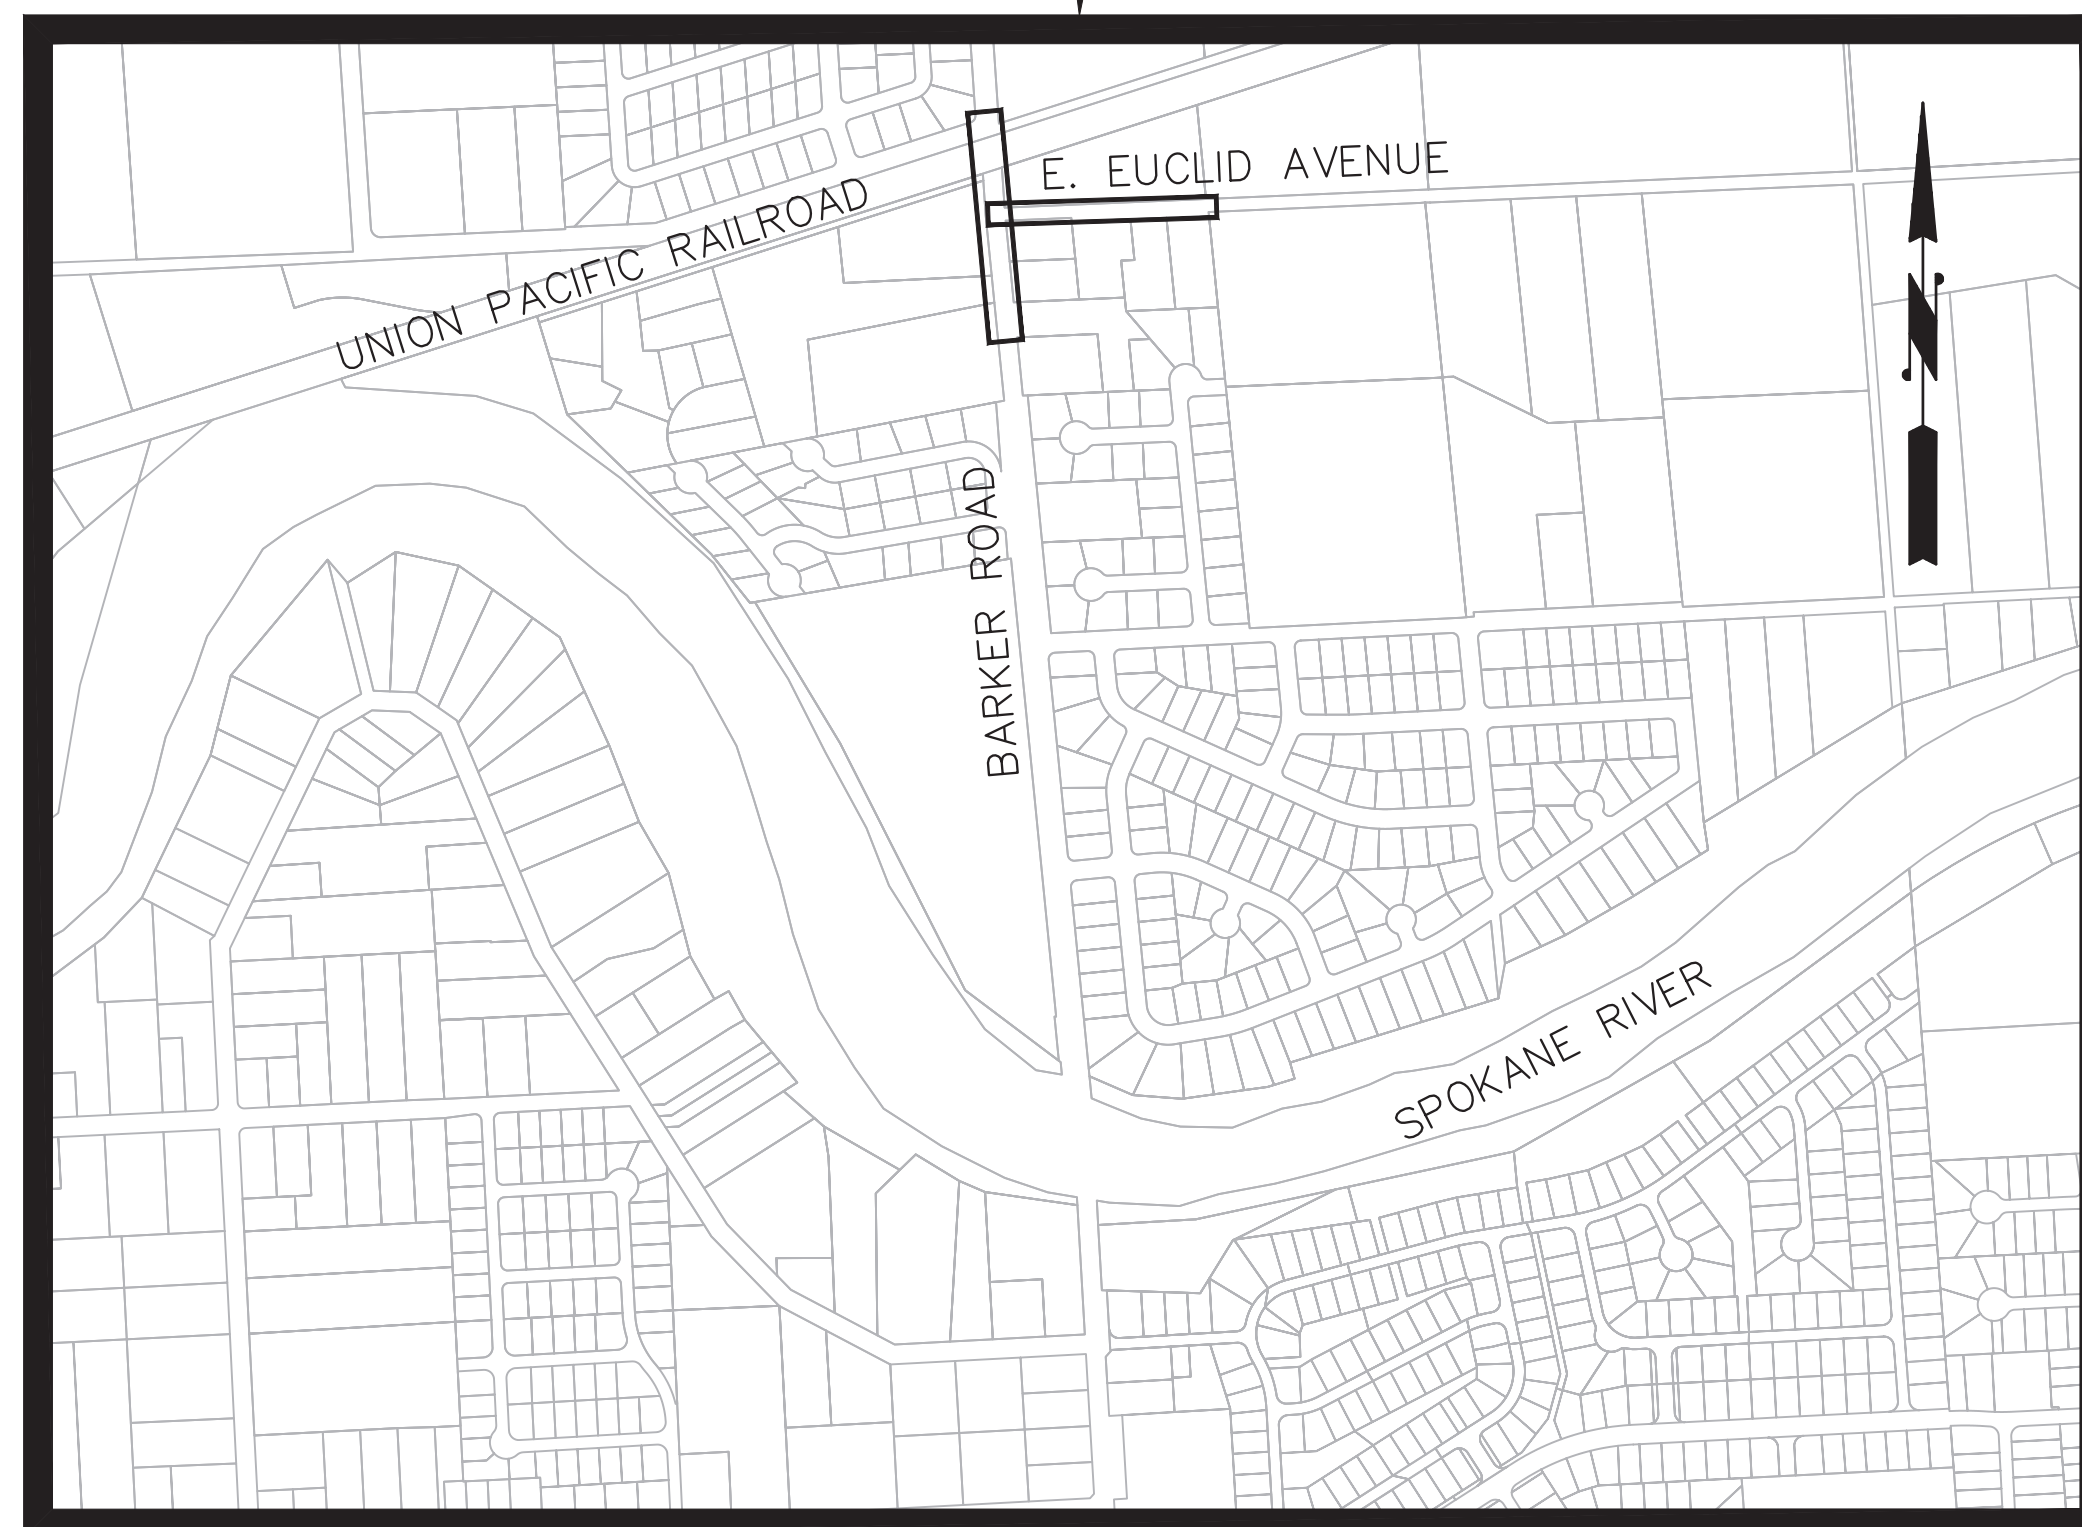 E. EUCLID AVENUE
UNION PACIFIC RAILROAD
N
BARKER ROAD
SPOKANE RIVER